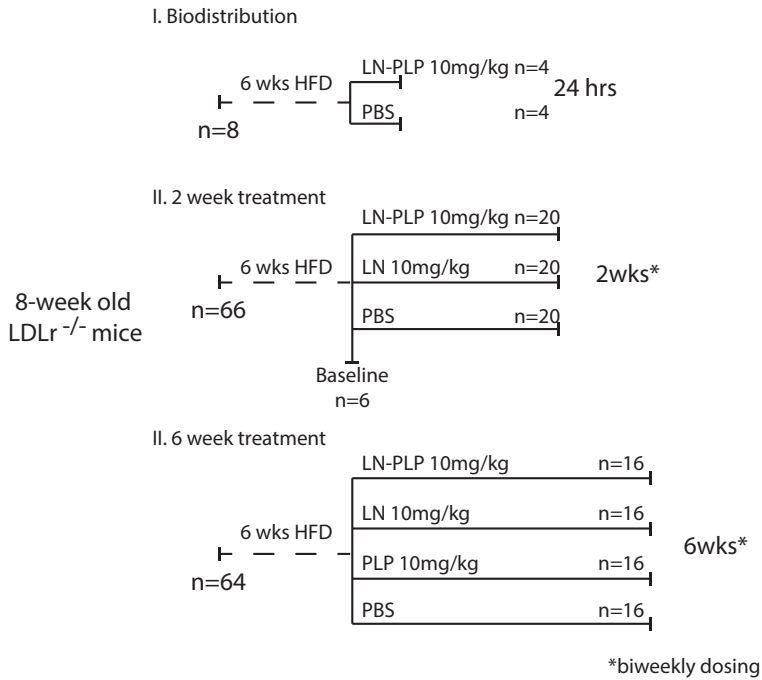 I. Biodistribution
LN-PLP 10mg/kg n=4
6 wks HFD
24 hrs
PBS n=4
n=8
II. 2 week treatment
LN-PLP 10mg/kg n=20
6 wks HFD
LN 10mg/kg n=20
2wks*
n=66
PBS n=20
8-week old
LDLr -/- mice
Baseline
n=6
II. 6 week treatment
LN-PLP 10mg/kg n=16
LN 10mg/kg n=16
6 wks HFD
6wks*
PLP 10mg/kg n=16
n=64
PBS n=16
*biweekly dosing